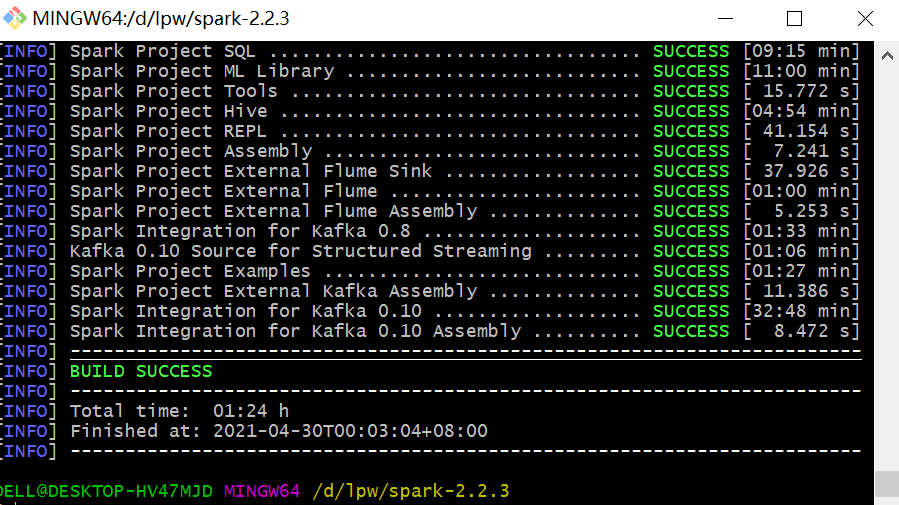 MINGW64:/d/lpw/spark-2.2.3
[INFO] Spark Project SQL .................................. SUCCESS [09:15 min]
[INFO] Spark Project ML Library ........................... SUCCESS [11:00 min]
[INFO] Spark Project Tools ................................ SUCCESS [ 15.772 s]
[INFO] Spark Project Hive ................................. SUCCESS [04:54 min]
[INFO] Spark Project REPL ................................. SUCCESS [ 41.154 s]
[INFO] Spark Project Assembly ............................. SUCCESS [  7.241 s]
[INFO] Spark Project External Flume Sink .................. SUCCESS [ 37.926 s]
[INFO] Spark Project External Flume ....................... SUCCESS [01:00 min]
[INFO] Spark Project External Flume Assembly .............. SUCCESS [  5.253 s]
[INFO] Spark Integration for Kafka 0.8 .................... SUCCESS [01:33 min]
[INFO] Kafka 0.10 Source for Structured Streaming ......... SUCCESS [01:06 min]
[INFO] Spark Project Examples ............................. SUCCESS [01:27 min]
[INFO] Spark Project External Kafka Assembly .............. SUCCESS [ 11.386 s]
[INFO] Spark Integration for Kafka 0.10 ................... SUCCESS [32:48 min]
[INFO] Spark Integration for Kafka 0.10 Assembly .......... SUCCESS [  8.472 s]
[INFO] ------------------------------------------------------------------------
[INFO] BUILD SUCCESS
[INFO] ------------------------------------------------------------------------
[INFO] Total time:  01:24 h
[INFO] Finished at: 2021-04-30T00:03:04+08:00
[INFO] ------------------------------------------------------------------------
DELL@DESKTOP-HV47MJD MINGW64 /d/lpw/spark-2.2.3